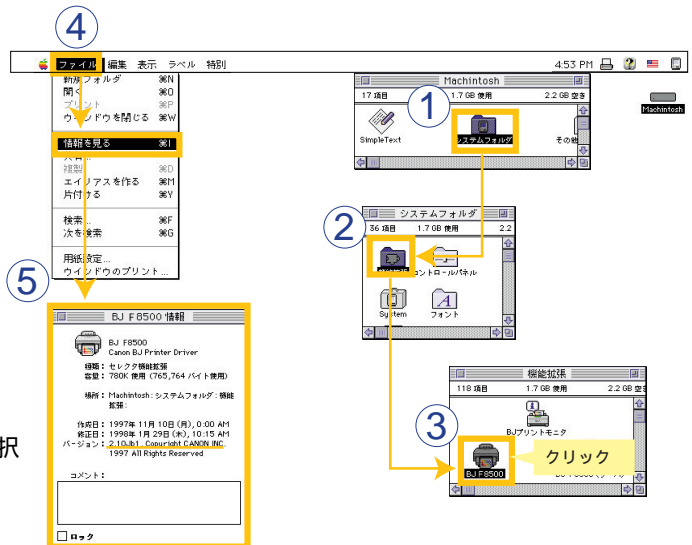 ④
ファイル 編集 表示 ラベル 特別 4:53 PM
新規フォルダ ⌘N
開く ⌘O
プリント ⌘P
ウインドウを閉じる ⌘W
情報を見る ⌘I
複製 ⌘D
エイリアスを作る ⌘M
片付ける ⌘Y
検索... ⌘F
次を検索 ⌘G
用紙設定...
ウインドウのプリント...
①
Machintosh
17 項目 1.7 GB 使用 2.2 GB 空き
SimpleText
システムフォルダ
その他
Machintosh
②
システムフォルダ
36 項目 1.7 GB 使用 2.2
コントロールパネル
System
フォント
③
機能拡張
118 項目 1.7 GB 使用 2.2 GB 空き
BJプリントモニタ
BJ F8500
クリック
⑤
BJ F8500 情報
BJ F8500
Canon BJ Printer Driver
種類：セレクタ機能拡張
容量：780K 使用 (765,764 バイト使用)
場所：Machintosh：システムフォルダ：機能
拡張：
作成日：1997年 11月 10日 (月), 0:00 AM
修正日：1998年 1月 29日 (木), 10:15 AM
バージョン：2.10Jb1, Copyright CANON INC.
1997 All Rights Reserved
コメント：
ロック
択